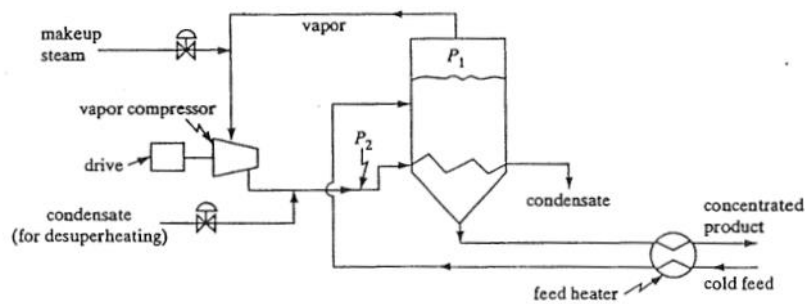 vapor
makeup
steam
P1
vapor compressor
P2
drive
condensate
condensate
(for desuperheating)
concentrated
product
cold feed
feed heater